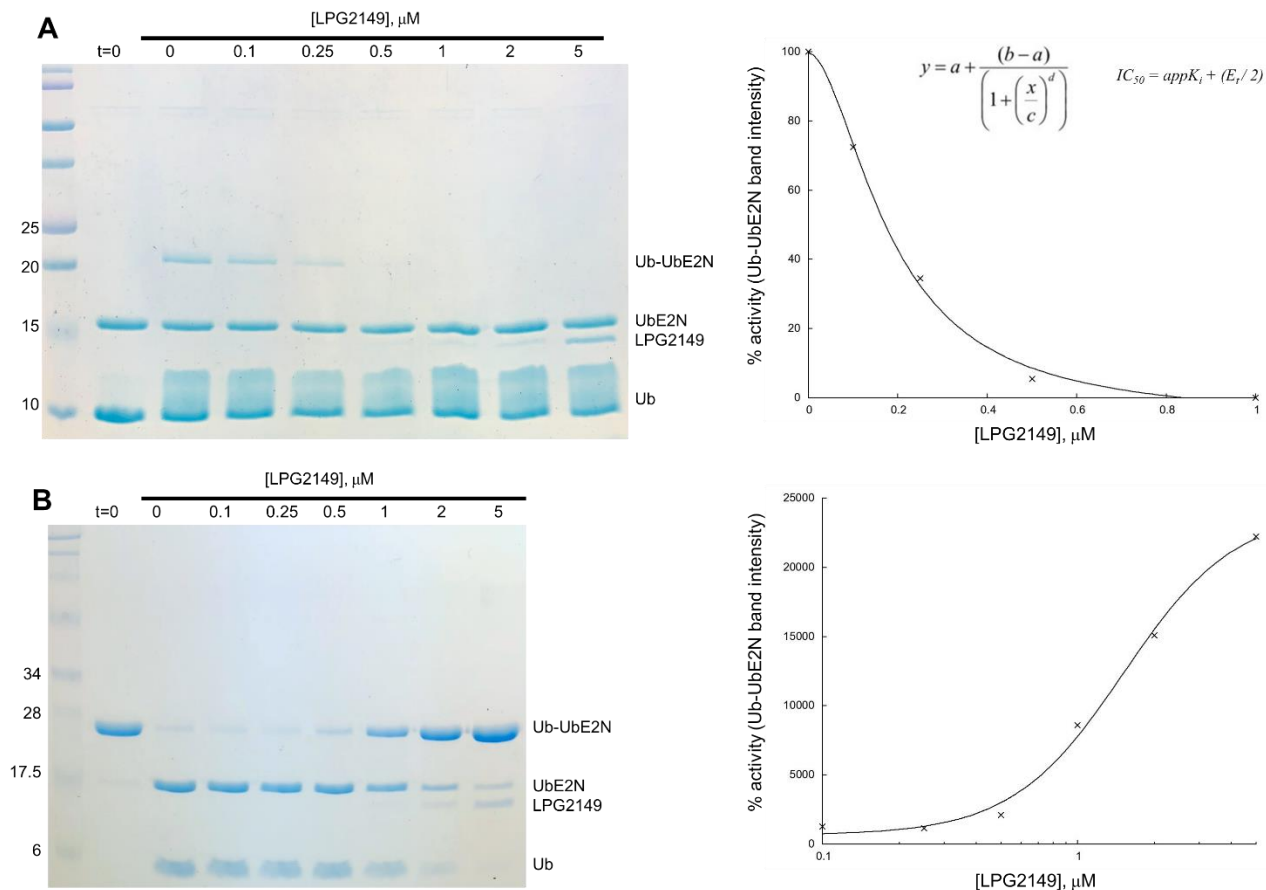 A
[LPG2149], μM
t=0 0 0.1 0.25 0.5 1 2 5
25
20
15
10
Ub-UbE2N
UbE2N
LPG2149
Ub
100
80
60
40
20
0
0 0.2 0.4 0.6 0.8 1
% activity (Ub-UbE2N band intensity)
[LPG2149], μM
y = a + (b − a) / (1 + (x/c)^d)
IC50 = appKi + (Et / 2)
B
[LPG2149], μM
t=0 0 0.1 0.25 0.5 1 2 5
34
28
17.5
6
Ub-UbE2N
UbE2N
LPG2149
Ub
25000
20000
15000
10000
5000
0
0.1 1
% activity (Ub-UbE2N band intensity)
[LPG2149], μM